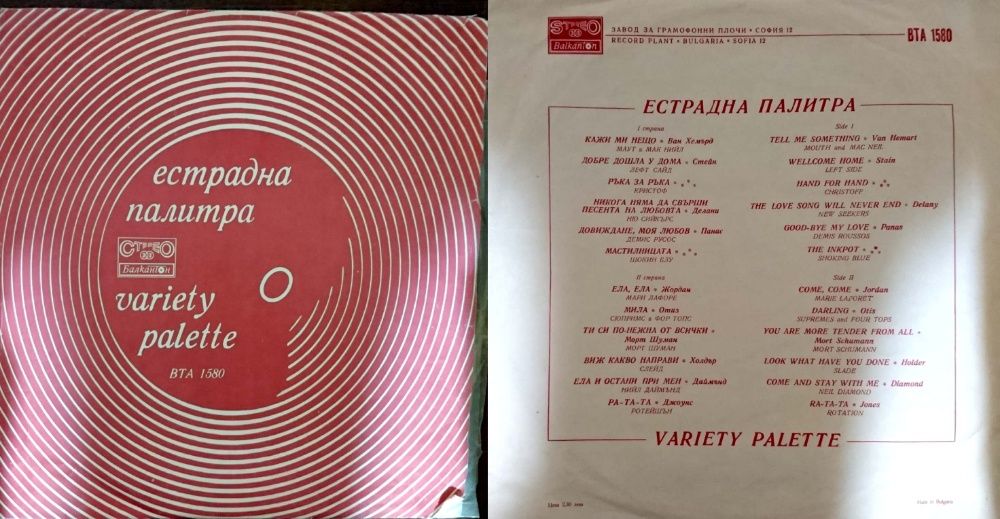 естрадна
палитра
СТЕРЕО
Балкантон
variety
palette
BTA 1580
STEREO
Balkanton
ЗАВОД ЗА ГРАМОФОННИ ПЛОЧИ • СОФИЯ 12
RECORD PLANT • BULGARIA • SOFIA 12
BTA 1580
ЕСТРАДНА ПАЛИТРА
I страна
КАЖИ МИ НЕЩО • Ван Хемърд
МАУТ и МАК НИЙЛ
ДОБРЕ ДОШЛА У ДОМА • Стейн
ЛЕФТ САЙД
РЪКА ЗА РЪКА • * * *
КРИСТОФ
НИКОГА НЯМА ДА СВЪРШИ
ПЕСЕНТА НА ЛЮБОВТА • Делани
НЮ СИЙКЪРС
ДОВИЖДАНЕ, МОЯ ЛЮБОВ • Панас
ДЕМИС РУСОС
МАСТИЛНИЦАТА • * * *
ШОКИН БЛУ
II страна
ЕЛА, ЕЛА • Жордан
МАРИ ЛАФОРЕ
МИЛА • Отиз
СЮПРИМС и ФОР ТОПС
ТИ СИ ПО-НЕЖНА ОТ ВСИЧКИ •
Морт Шуман
МОРТ ШУМАН
ВИЖ КАКВО НАПРАВИ • Холдър
СЛЕЙД
ЕЛА И ОСТАНИ ПРИ МЕН • Даймънд
НИЙЛ ДАЙМЪНД
РА-ТА-ТА • Джоунс
РОТЕЙШЪН
Side I
TELL ME SOMETHING • Van Hemart
MOUTH and MAC NEIL
WELLCOME HOME • Stain
LEFT SIDE
HAND FOR HAND • * * *
CHRISTOFF
THE LOVE SONG WILL NEVER END • Delany
NEW SEEKERS
GOOD-BYE MY LOVE • Panas
DEMIS ROUSSOS
THE INKPOT • * * *
SHOKING BLUE
Side II
COME, COME • Jordan
MARIE LAFORET
DARLING • Otis
SUPREMES and FOUR TOPS
YOU ARE MORE TENDER FROM ALL •
Mort Schumann
MORT SCHUMANN
LOOK WHAT HAVE YOU DONE • Holder
SLADE
COME AND STAY WITH ME • Diamond
NEIL DIAMOND
RA-TA-TA • Jones
ROTATION
VARIETY PALETTE
Цена 2,80 лева
Made in Bulgaria